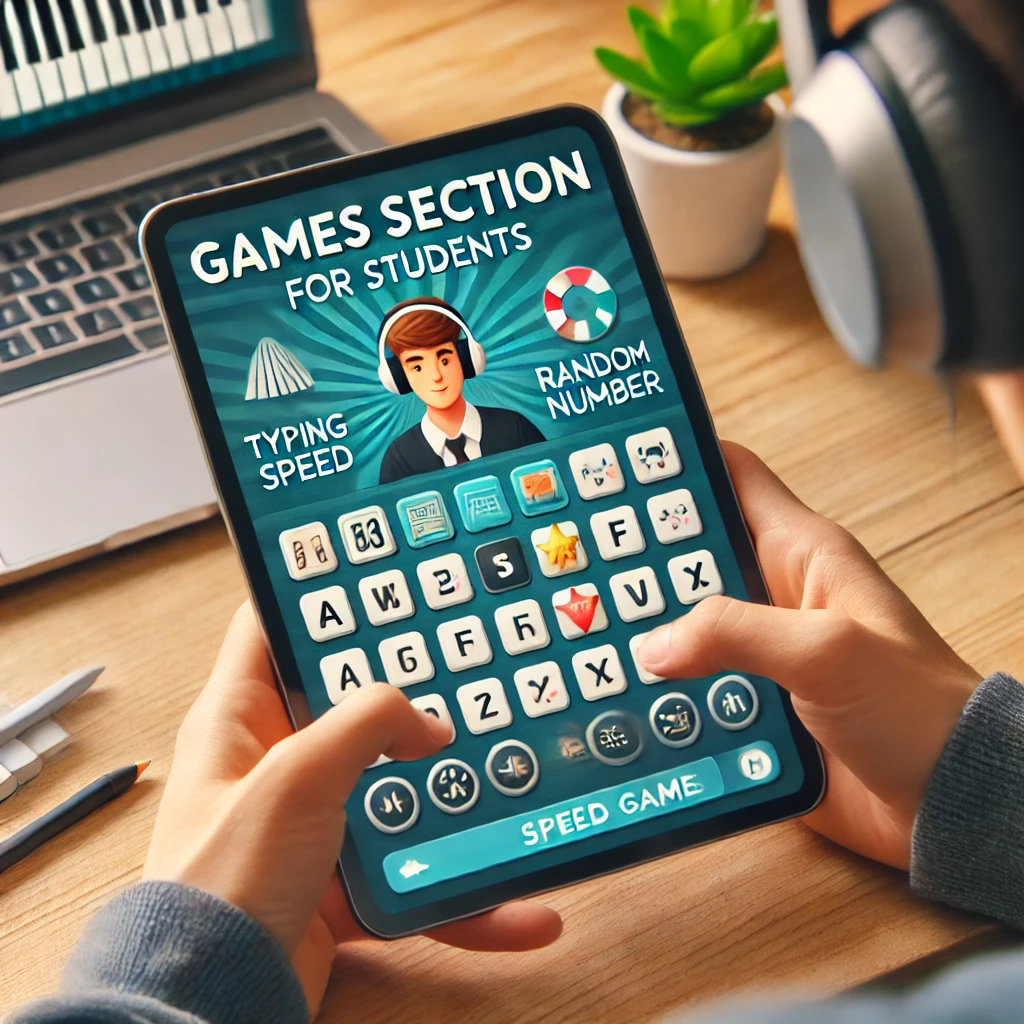 GAMES SECTION
FOR STUDENTS
TYPING
SPEED
RANDOM
NUMBER
S F
A W V X
A G F
Z X
SPEED GAME